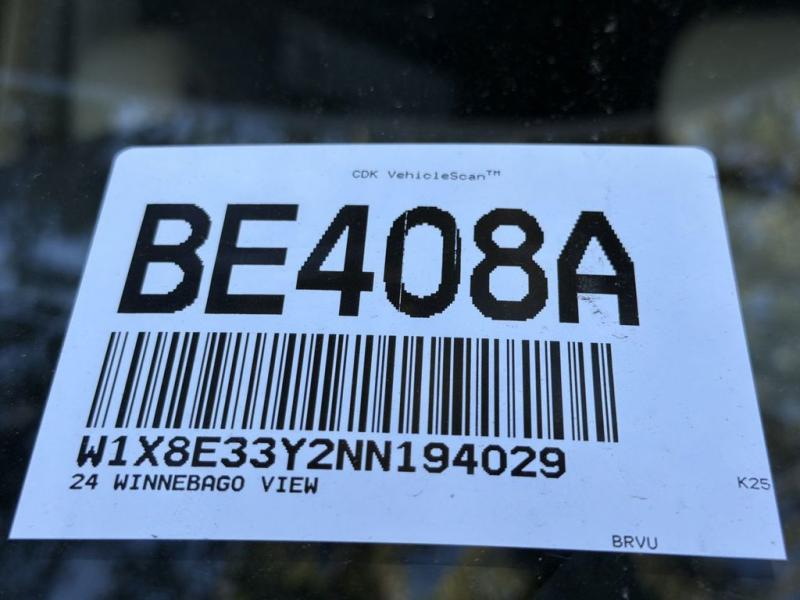 CDK VehicleScan™
BE408A
W1X8E33Y2NN194029
24 WINNEBAGO VIEW
K25
BRVU